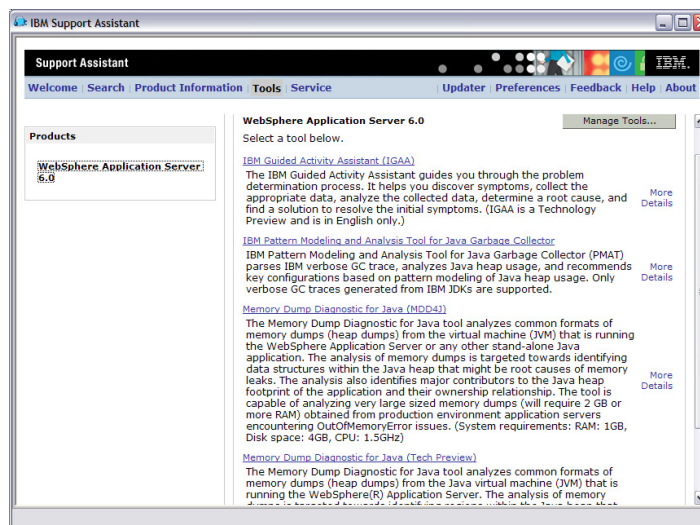 IBM Support Assistant
Support Assistant
IBM.
Welcome | Search | Product Information | Tools | Service | Updater | Preferences | Feedback | Help | About
Products
WebSphere Application Server
6.0
WebSphere Application Server 6.0
Manage Tools...
Select a tool below.
IBM Guided Activity Assistant (IGAA)
The IBM Guided Activity Assistant guides you through the problem
determination process. It helps you discover symptoms, collect the
appropriate data, analyze the collected data, determine a root cause, and
find a solution to resolve the initial symptoms. (IGAA is a Technology
Preview and is in English only.)
More
Details
IBM Pattern Modeling and Analysis Tool for Java Garbage Collector
IBM Pattern Modeling and Analysis Tool for Java Garbage Collector (PMAT)
parses IBM verbose GC trace, analyzes Java heap usage, and recommends
key configurations based on pattern modeling of Java heap usage. Only
verbose GC traces generated from IBM JDKs are supported.
More
Details
Memory Dump Diagnostic for Java (MDD4J)
The Memory Dump Diagnostic for Java tool analyzes common formats of
memory dumps (heap dumps) from the virtual machine (JVM) that is running
the WebSphere Application Server or any other stand-alone Java
application. The analysis of memory dumps is targeted towards identifying
data structures within the Java heap that might be root causes of memory
leaks. The analysis also identifies major contributors to the Java heap
footprint of the application and their ownership relationship. The tool is
capable of analyzing very large sized memory dumps (will require 2 GB or
more RAM) obtained from production environment application servers
encountering OutOfMemoryError issues. (System requirements: RAM: 1GB,
Disk space: 4GB, CPU: 1.5GHz)
More
Details
Memory Dump Diagnostic for Java (Tech Preview)
The Memory Dump Diagnostic for Java tool analyzes common formats of
memory dumps (heap dumps) from the Java virtual machine (JVM) that is
running the WebSphere(R) Application Server. The analysis of memory
dumps is targeted towards identifying regions within the Java heap that